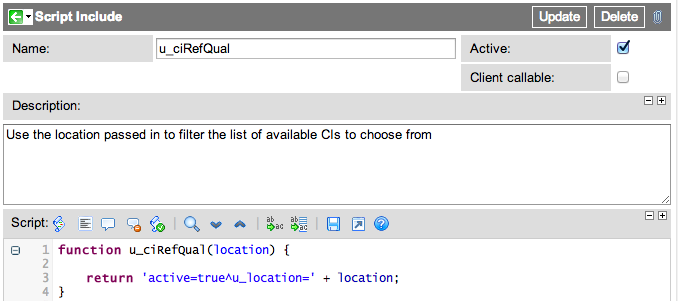 Script Include
Update
Delete
Name:
u_ciRefQual
Active:
Client callable:
Description:
Use the location passed in to filter the list of available CIs to choose from
Script:
1 function u_ciRefQual(location) {
2
3 return 'active=true^u_location=' + location;
4 }